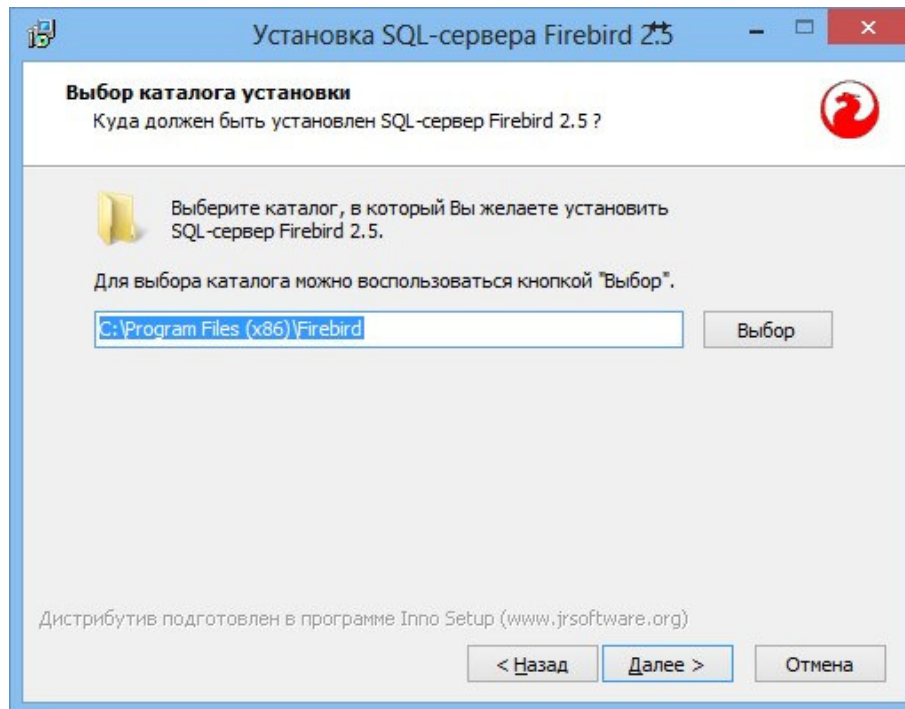 Установка SQL-сервера Firebird 2.5
Выбор каталога установки
Куда должен быть установлен SQL-сервер Firebird 2.5 ?
Выберите каталог, в который Вы желаете установить
SQL-сервер Firebird 2.5.
Для выбора каталога можно воспользоваться кнопкой "Выбор".
C:\Program Files (x86)\Firebird
Выбор
Дистрибутив подготовлен в программе Inno Setup (www.jrsoftware.org)
< Назад
Далее >
Отмена